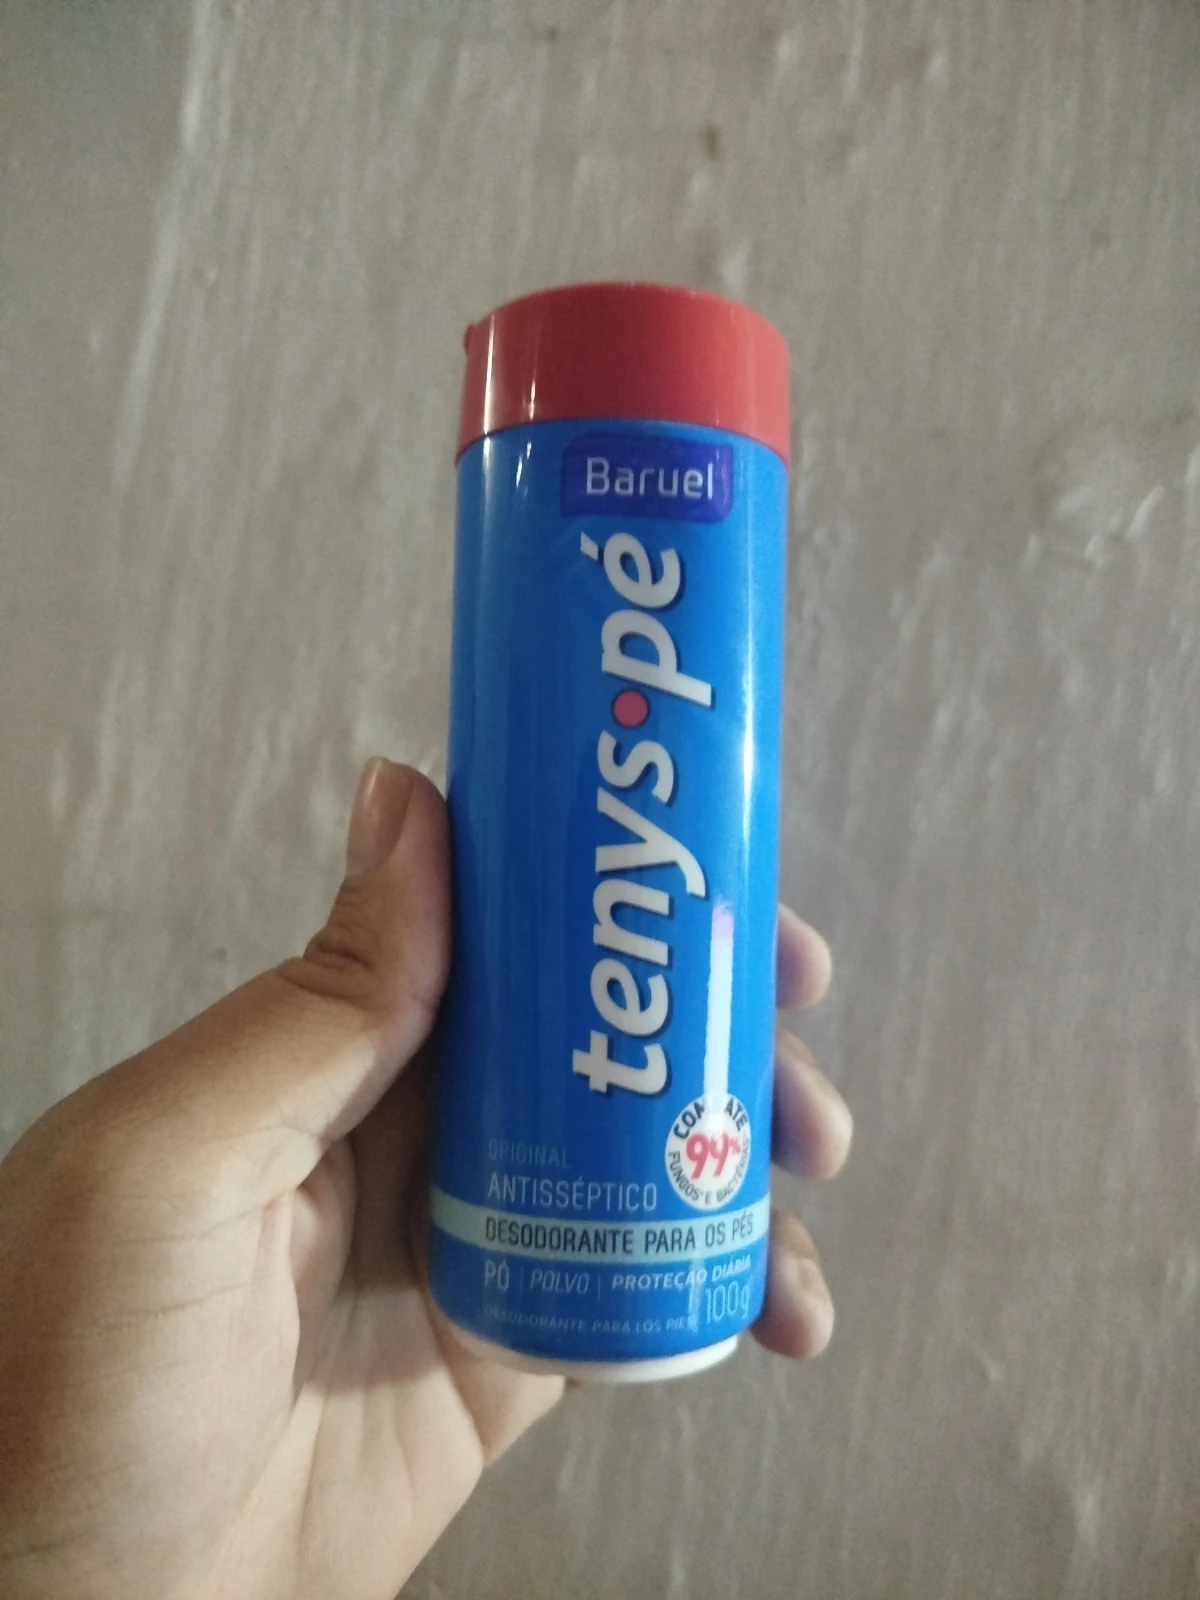 Baruel
tenys pé
COMBATE
99%
FUNGOS E BACTÉRIAS
ORIGINAL
ANTISSÉPTICO
DESODORANTE PARA OS PÉS
PÓ | POLVO | PROTEÇÃO DIÁRIA
DESODORANTE PARA LOS PIES
100g